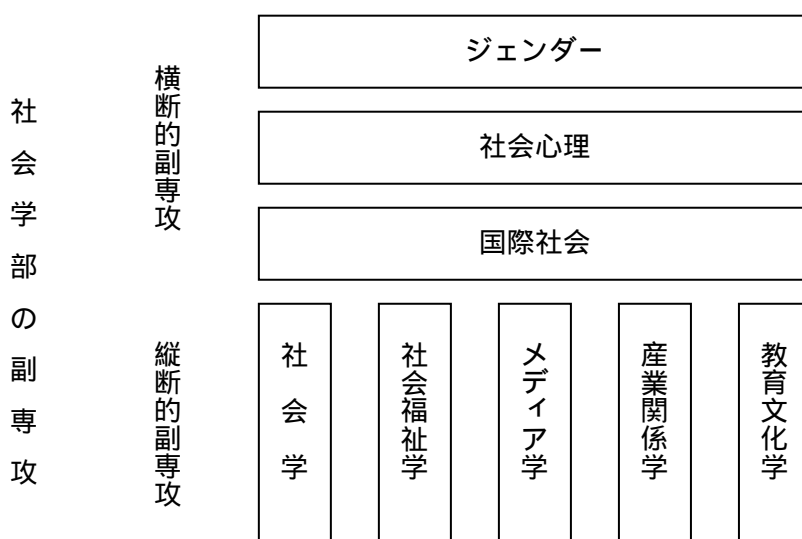 社会学部の副専攻
横断的副専攻
ジェンダー
社会心理
国際社会
縦断的副専攻
社会学
社会福祉学
メディア学
産業関係学
教育文化学